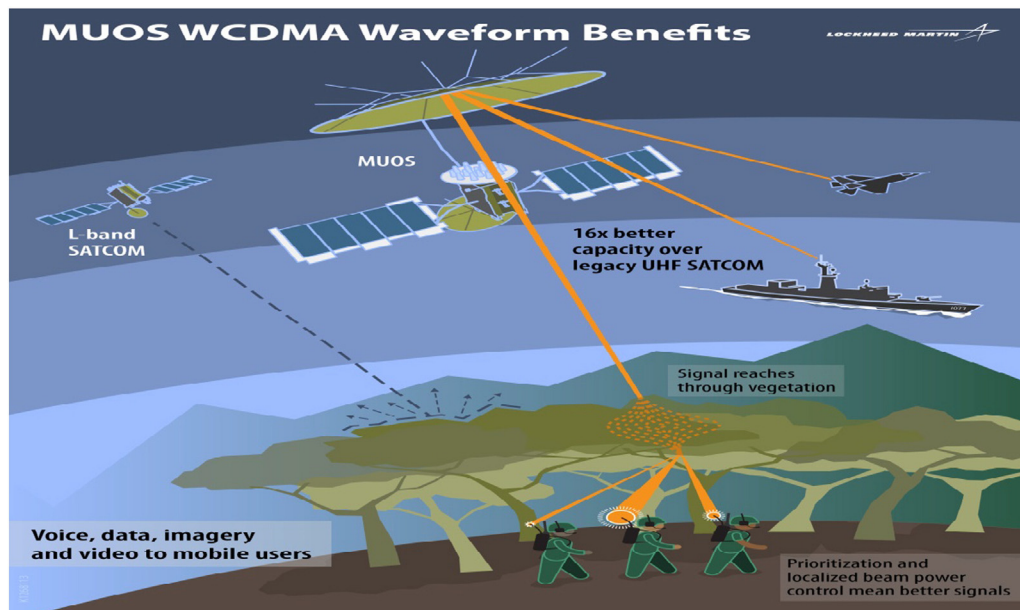 MUOS WCDMA Waveform Benefits
LOCKHEED MARTIN
MUOS
L-band
SATCOM
16x better
capacity over
legacy UHF SATCOM
1077
Signal reaches
through vegetation
Voice, data, imagery
and video to mobile users
Prioritization and
localized beam power
control mean better signals